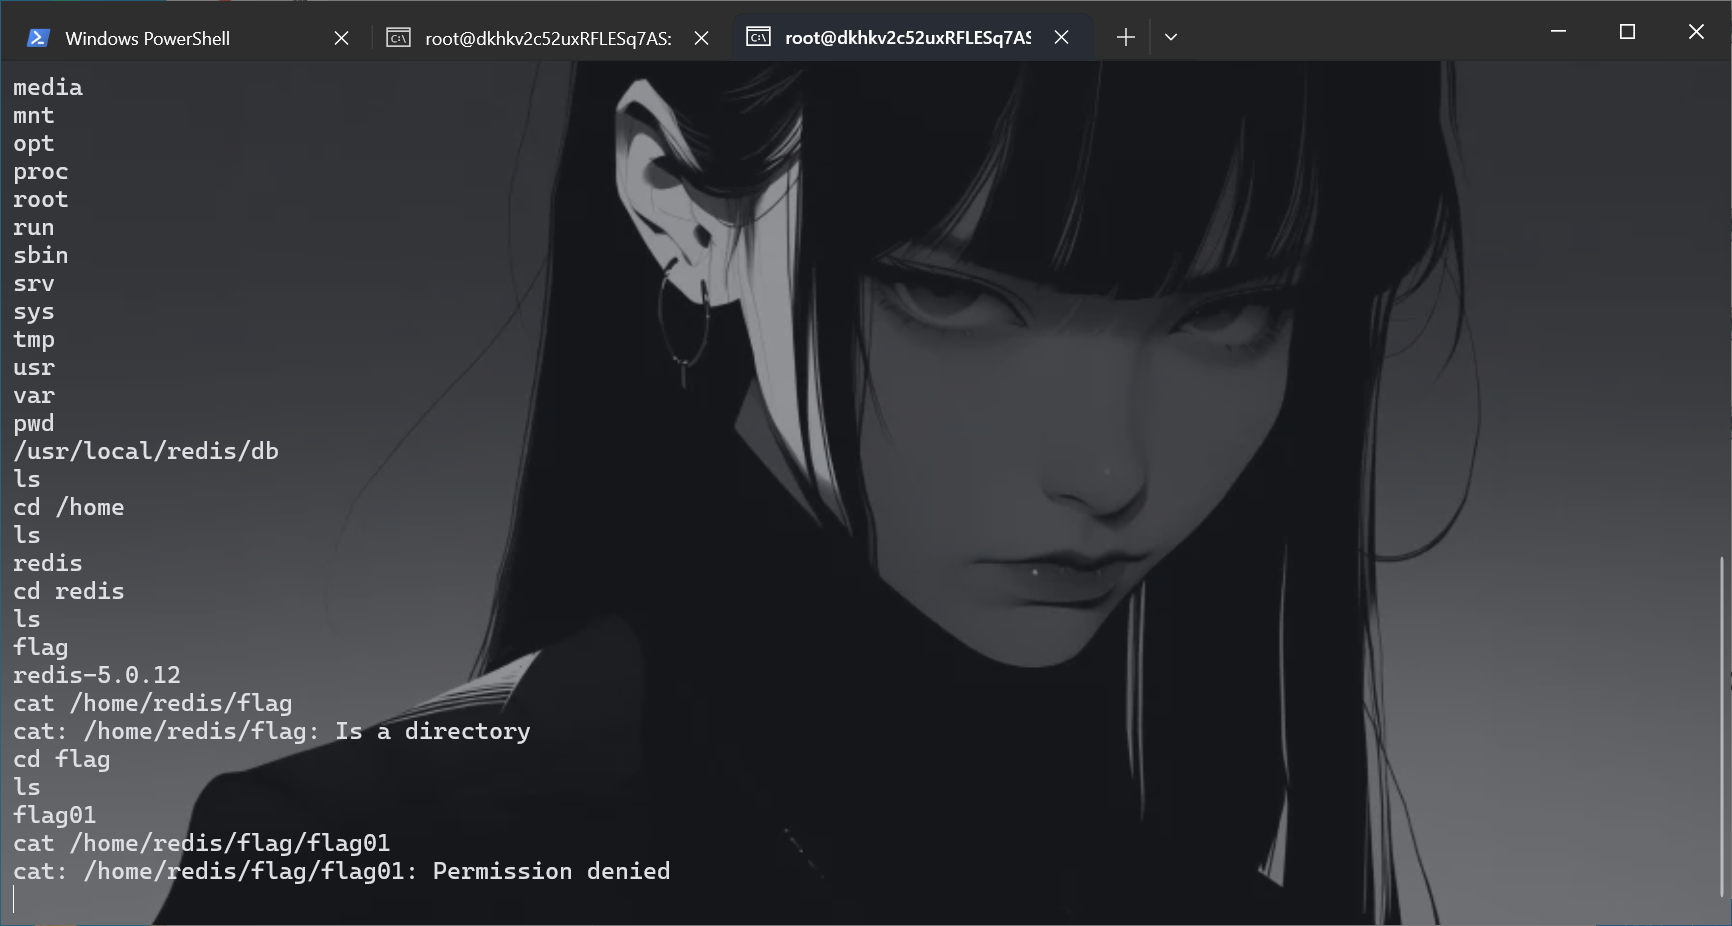 Windows PowerShell
root@dkhkv2c52uxRFLESq7AS:
root@dkhkv2c52uxRFLESq7AS
media
mnt
opt
proc
root
run
sbin
srv
sys
tmp
usr
var
pwd
/usr/local/redis/db
ls
cd /home
ls
redis
cd redis
ls
flag
redis-5.0.12
cat /home/redis/flag
cat: /home/redis/flag: Is a directory
cd flag
ls
flag01
cat /home/redis/flag/flag01
cat: /home/redis/flag/flag01: Permission denied